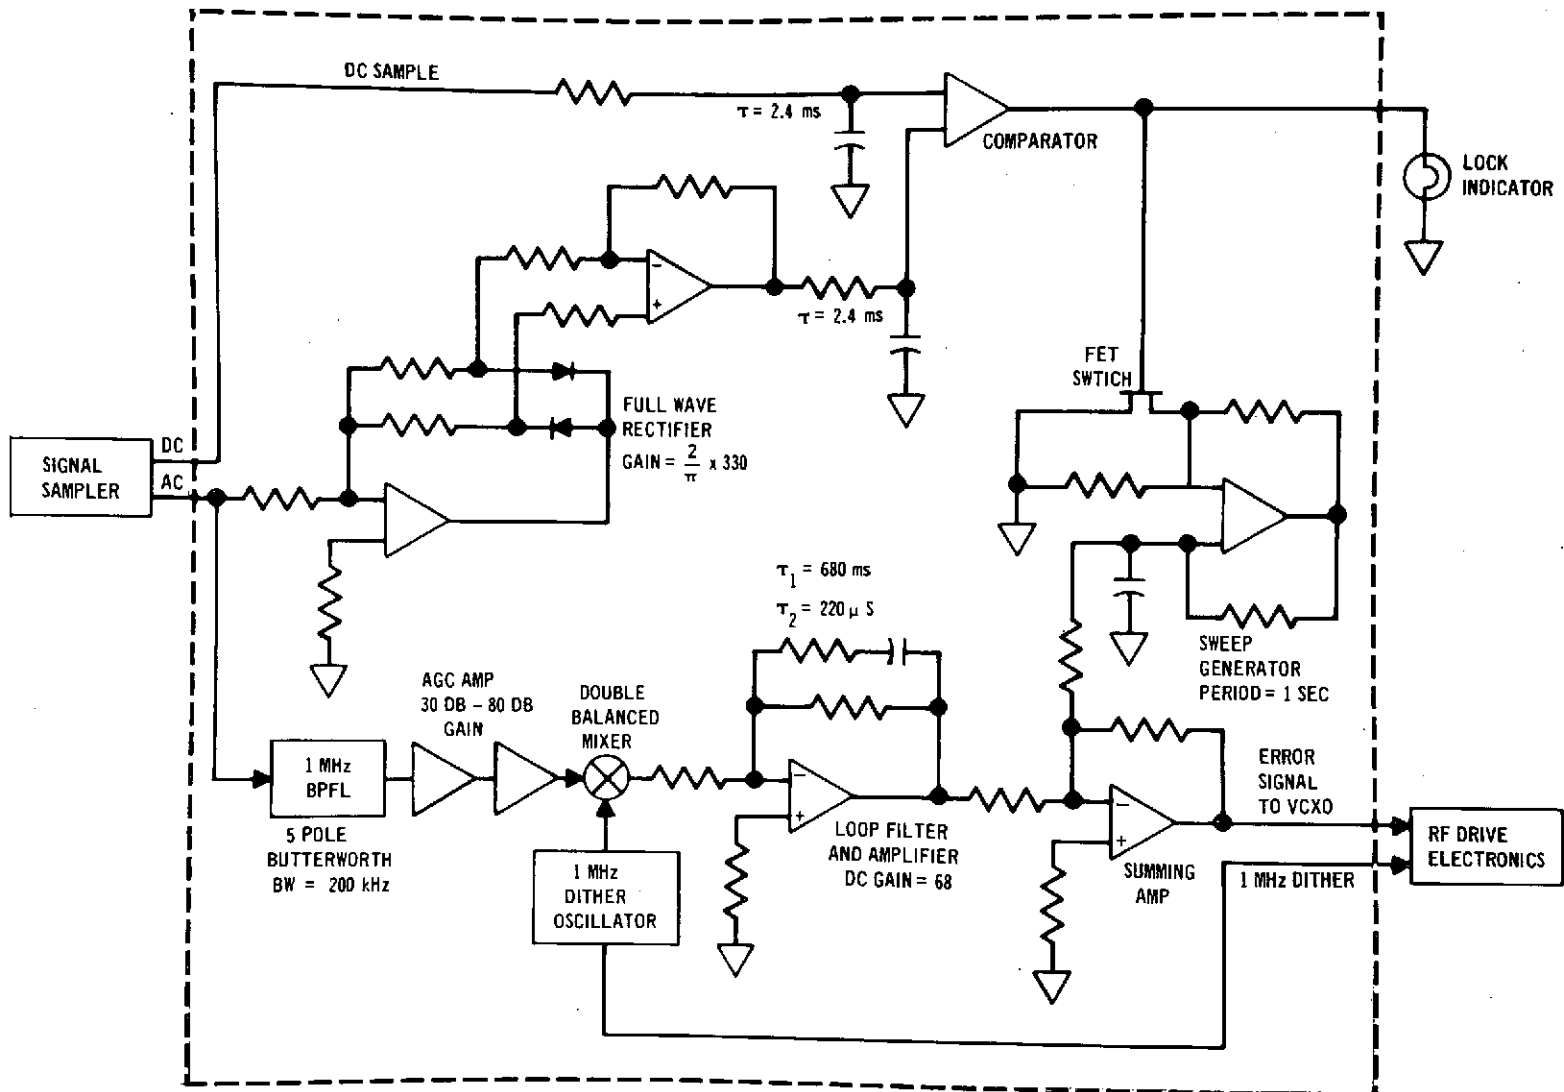 DC SAMPLE
τ = 2.4 ms
COMPARATOR
LOCK
INDICATOR
-
+
τ = 2.4 ms
FET
SWTICH
FULL WAVE
RECTIFIER
GAIN = 2/π x 330
SIGNAL
SAMPLER
DC
AC
τ1 = 680 ms
τ2 = 220 μ S
SWEEP
GENERATOR
PERIOD = 1 SEC
AGC AMP
30 DB - 80 DB
GAIN
DOUBLE
BALANCED
MIXER
1 MHz
BPFL
5 POLE
BUTTERWORTH
BW = 200 kHz
1 MHz
DITHER
OSCILLATOR
-
+
LOOP FILTER
AND AMPLIFIER
DC GAIN = 68
-
+
SUMMING
AMP
ERROR
SIGNAL
TO VCXO
1 MHz DITHER
RF DRIVE
ELECTRONICS